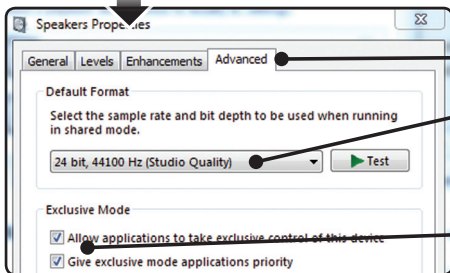 Speakers Properties
General Levels Enhancements Advanced
Default Format
Select the sample rate and bit depth to be used when running
in shared mode.
24 bit, 44100 Hz (Studio Quality) Test
Exclusive Mode
Allow applications to take exclusive control of this device
Give exclusive mode applications priority